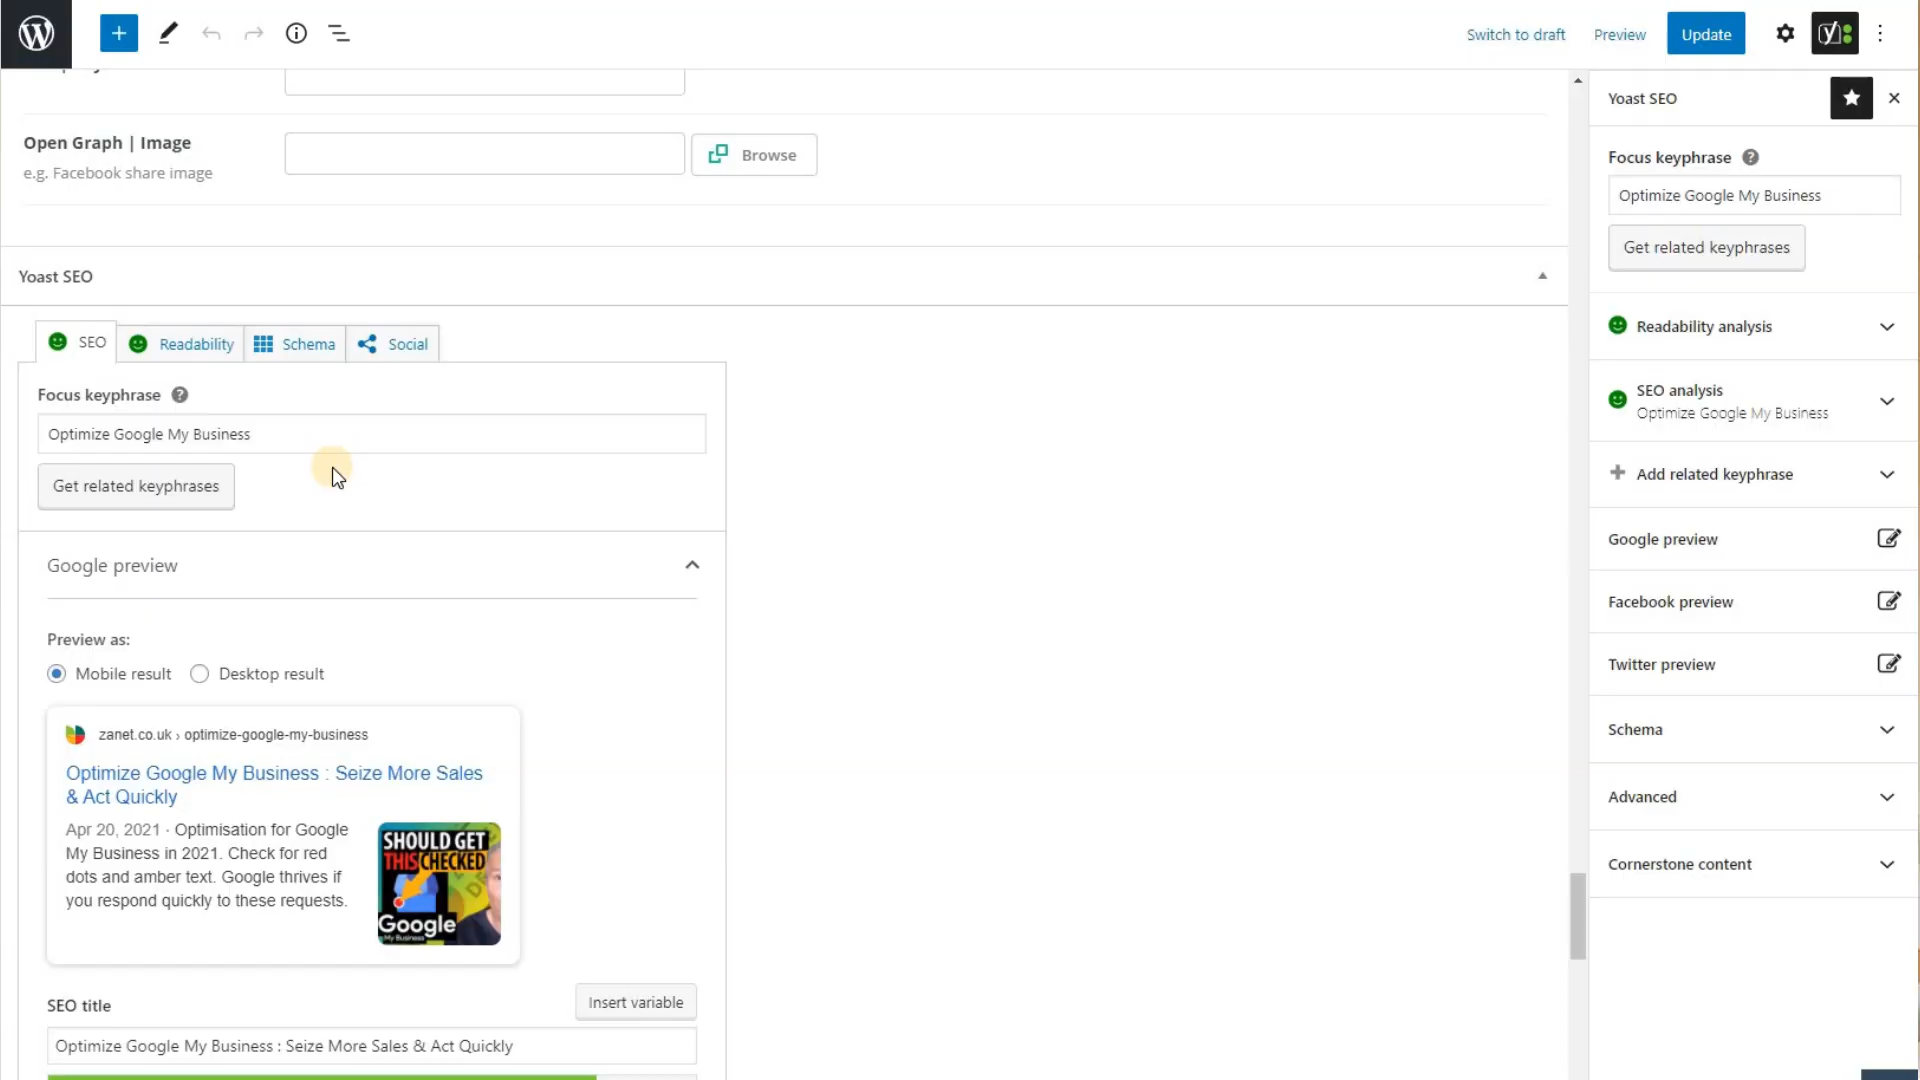 Switch to draft
Preview
Update
Open Graph | Image
e.g. Facebook share image
Browse
Yoast SEO
SEO
Readability
Schema
Social
Focus keyphrase
Optimize Google My Business
Get related keyphrases
Google preview
Preview as:
Mobile result
Desktop result
zanet.co.uk › optimize-google-my-business
Optimize Google My Business : Seize More Sales
& Act Quickly
Apr 20, 2021 · Optimisation for Google
My Business in 2021. Check for red
dots and amber text. Google thrives if
you respond quickly to these requests.
SHOULD GET
THIS CHECKED
Google
My Business
SEO title
Insert variable
Optimize Google My Business : Seize More Sales & Act Quickly
Yoast SEO
Focus keyphrase
Optimize Google My Business
Get related keyphrases
Readability analysis
SEO analysis
Optimize Google My Business
Add related keyphrase
Google preview
Facebook preview
Twitter preview
Schema
Advanced
Cornerstone content